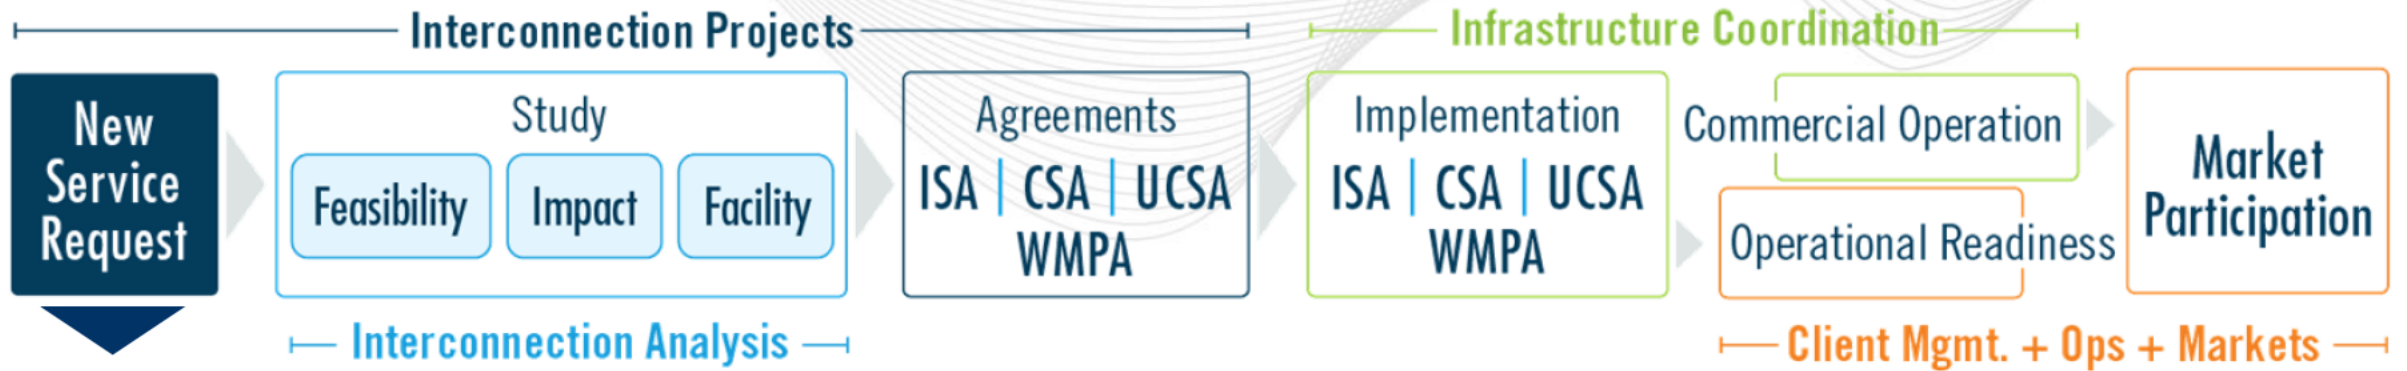 Interconnection Projects
Infrastructure Coordination
New
Service
Request
Study
Feasibility
Impact
Facility
Agreements
ISA | CSA | UCSA
WMPA
Implementation
ISA | CSA | UCSA
WMPA
Commercial Operation
Operational Readiness
Market
Participation
Interconnection Analysis
Client Mgmt. + Ops + Markets